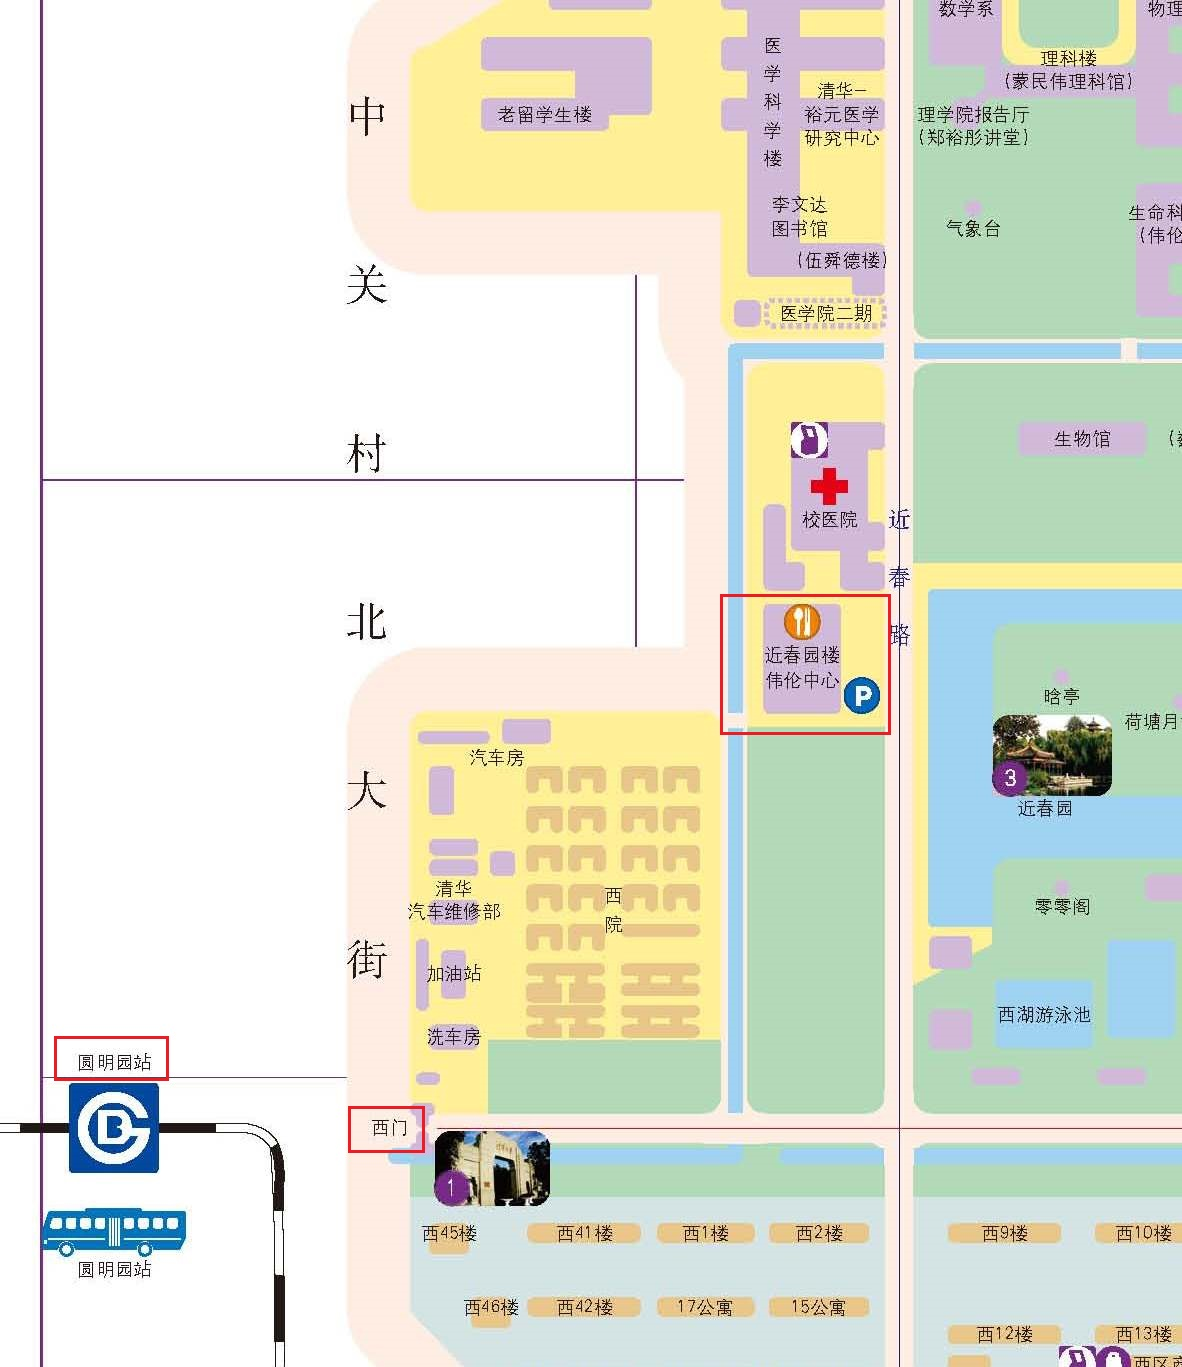 数学系
物理
医学科学楼
理科楼
(蒙民伟理科馆)
清华-
裕元医学
研究中心
老留学生楼
理学院报告厅
(郑裕彤讲堂)
中关村北大街
李文达
图书馆
生命科
(伟伦
气象台
(伍舜德楼)
医学院二期
生物馆
校医院
近春路
近春园楼
伟伦中心
P
晗亭
荷塘月
3
近春园
汽车房
清华
汽车维修部
西院
零零阁
加油站
西湖游泳池
洗车房
圆明园站
西门
1
西45楼
西41楼
西1楼
西2楼
西9楼
西10楼
圆明园站
西46楼
西42楼
17公寓
15公寓
西12楼
西13楼